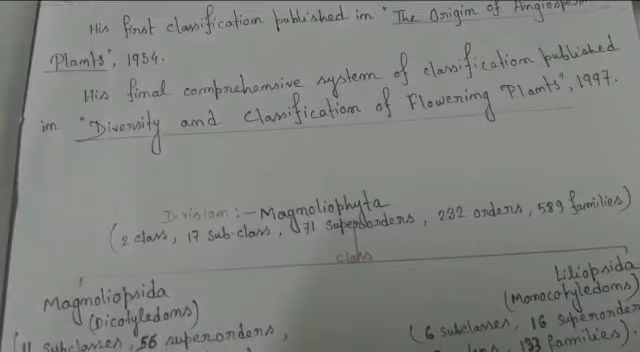 His first classification published in "The Origin of Angiospermous
Plants", 1954.
His final comprehensive system of classification published
in "Diversity and Classification of Flowering Plants", 1997.
Division :- Magnoliophyta
(2 class, 17 sub-class, 71 superorders, 232 orders, 589 families)
class
Magnoliopsida
Liliopsida
(Dicotyledons)
(Monocotyledons)
(11 subclasses, 56 superorders,
(6 subclasses, 16 superorders
133 families).